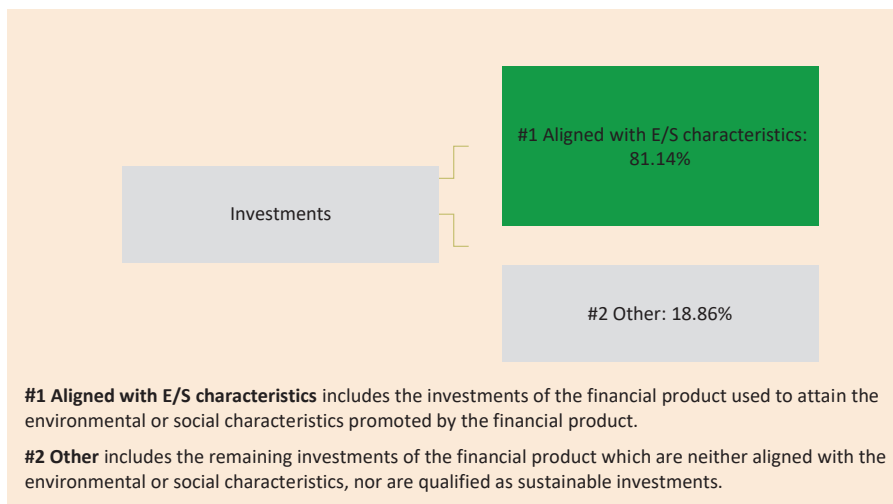 #1 Aligned with E/S characteristics:
81.14%
Investments
#2 Other: 18.86%
#1 Aligned with E/S characteristics includes the investments of the financial product used to attain the
environmental or social characteristics promoted by the financial product.
#2 Other includes the remaining investments of the financial product which are neither aligned with the
environmental or social characteristics, nor are qualified as sustainable investments.